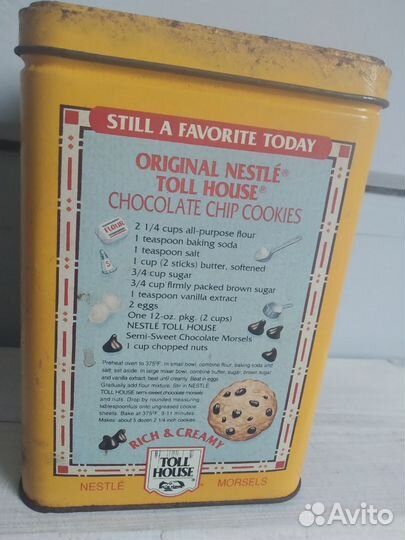 STILL A FAVORITE TODAY
ORIGINAL NESTLÉ®
TOLL HOUSE®
CHOCOLATE CHIP COOKIES
FLOUR
2 1/4 cups all-purpose flour
1 teaspoon baking soda
1 teaspoon salt
1 cup (2 sticks) butter, softened
3/4 cup sugar
3/4 cup firmly packed brown sugar
1 teaspoon vanilla extract
2 eggs
One 12-oz. pkg. (2 cups)
NESTLÉ TOLL HOUSE
Semi-Sweet Chocolate Morsels
1 cup chopped nuts
Preheat oven to 375°F. In small bowl, combine flour, baking soda and
salt; set aside. In large mixer bowl, combine butter, sugar, brown sugar
and vanilla extract; beat until creamy. Beat in eggs.
Gradually add flour mixture. Stir in NESTLÉ
TOLL HOUSE semi-sweet chocolate morsels
and nuts. Drop by rounded measuring
tablespoonfuls onto ungreased cookie
sheets. Bake at 375°F. 9-11 minutes.
Makes: about 5 dozen 2 1/4 inch cookies.
RICH & CREAMY
TOLL
HOUSE
NESTLÉ MORSELS
Avito